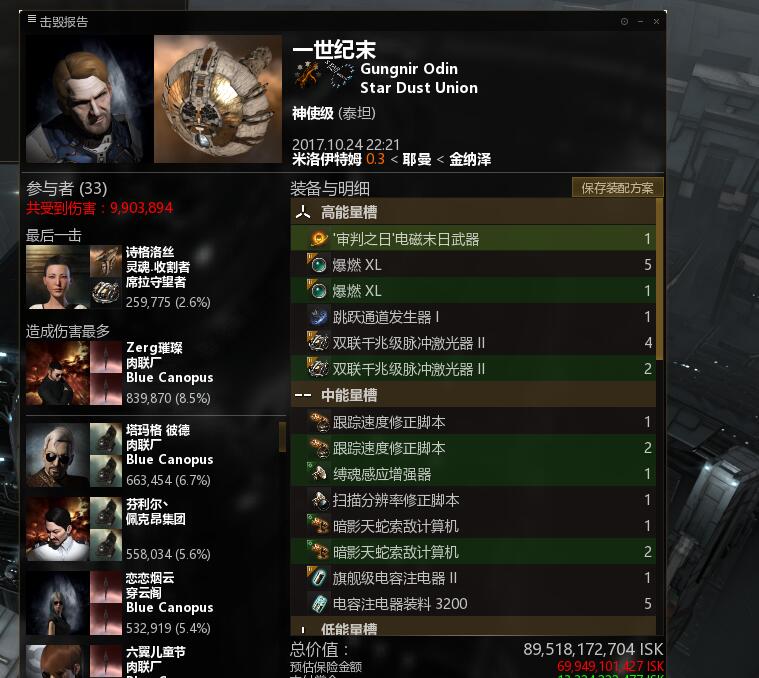 击毁报告
一世纪末
Gungnir Odin
Star Dust Union
神使级 (泰坦)
2017.10.24 22:21
米洛伊特姆 0.3 < 耶曼 < 金纳泽
参与者 (33)
共受到伤害：9,903,894
最后一击
诗格洛丝
灵魂.收割者
席拉守望者
259,775 (2.6%)
造成伤害最多
Zerg璀璨
肉联厂
Blue Canopus
839,870 (8.5%)
塔玛格 彼德
肉联厂
Blue Canopus
663,454 (6.7%)
芬利尔丶
佩克昂集团
558,034 (5.6%)
恋恋烟云
穿云阁
Blue Canopus
532,919 (5.4%)
六翼儿童节
肉联厂
装备与明细
保存装配方案
高能量槽
'审判之日'电磁末日武器 1
爆燃 XL 5
爆燃 XL 1
跳跃通道发生器 I 1
双联千兆级脉冲激光器 II 4
双联千兆级脉冲激光器 II 2
中能量槽
跟踪速度修正脚本 1
跟踪速度修正脚本 2
缚魂感应增强器 1
扫描分辨率修正脚本 1
暗影天蛇索敌计算机 1
暗影天蛇索敌计算机 2
旗舰级电容注电器 II 1
电容注电器装料 3200 5
低能量槽
总价值： 89,518,172,704 ISK
预估保险金额 69,949,101,427 ISK